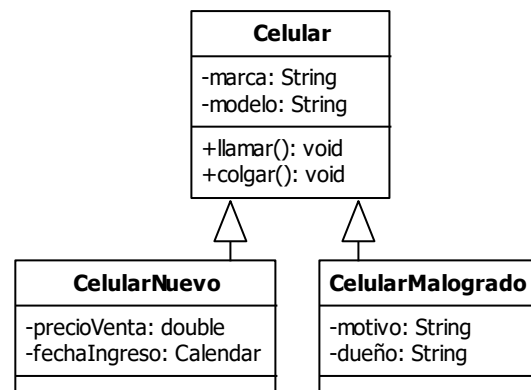 Celular
-marca: String
-modelo: String
+llamar(): void
+colgar(): void
CelularNuevo
-precioVenta: double
-fechaIngreso: Calendar
CelularMalogrado
-motivo: String
-dueño: String